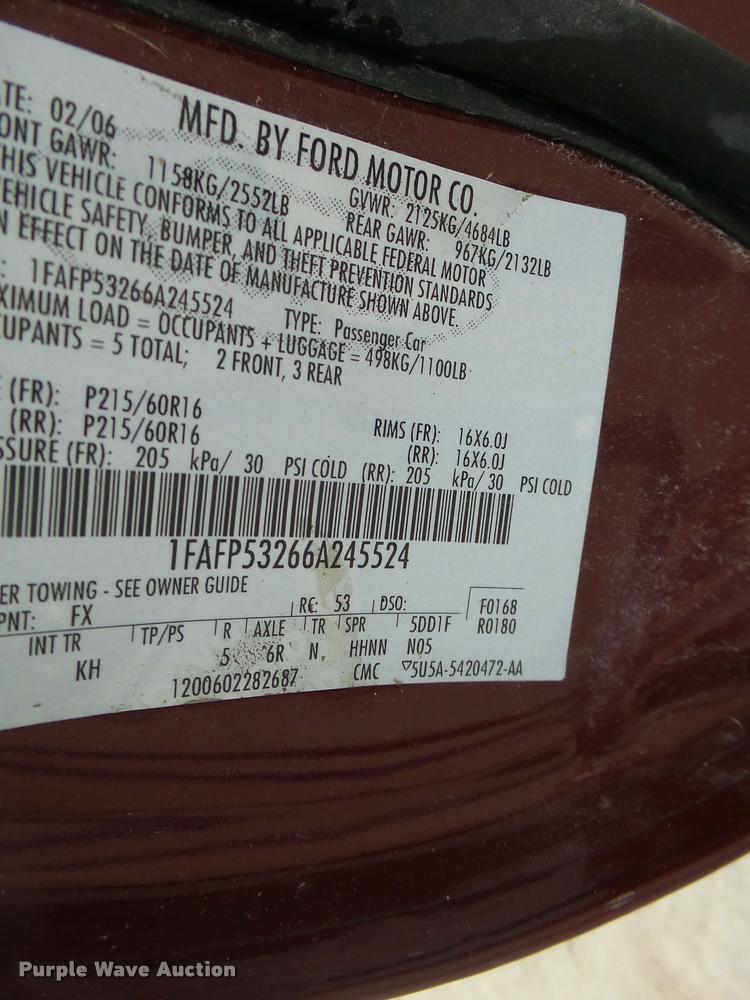 MFD. BY FORD MOTOR CO.
ATE: 02/06
GVWR: 2125KG/4684LB
ONT GAWR: 1158KG/2552LB
REAR GAWR: 967KG/2132LB
THIS VEHICLE CONFORMS TO ALL APPLICABLE FEDERAL MOTOR
VEHICLE SAFETY, BUMPER, AND THEFT PREVENTION STANDARDS
N EFFECT ON THE DATE OF MANUFACTURE SHOWN ABOVE.
: 1FAFP53266A245524
TYPE: Passenger Car
XIMUM LOAD = OCCUPANTS + LUGGAGE = 498KG/1100LB
CUPANTS = 5 TOTAL; 2 FRONT, 3 REAR
E (FR): P215/60R16 RIMS (FR): 16X6.0J
(RR): P215/60R16 (RR): 16X6.0J
SSURE (FR): 205 kPa/ 30 PSI COLD (RR): 205 kPa/ 30 PSI COLD
1FAFP53266A245524
ER TOWING - SEE OWNER GUIDE
PNT: FX RC: 53 DSO: F0168
INT TR TP/PS R AXLE TR SPR 5DD1F R0180
KH 5 6R N HHNN N05
1200602282687 CMC ▽5U5A-5420472-AA
Purple Wave Auction